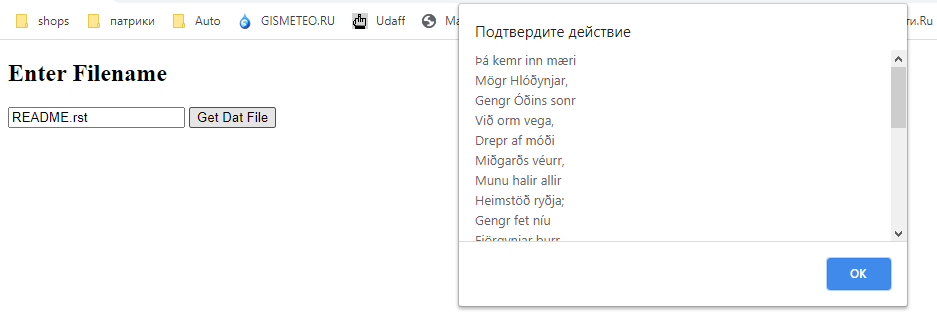 shops
патрики
Auto
GISMETEO.RU
Udaff
Ma
ти.Ru
Enter Filename
README.rst
Get Dat File
Подтвердите действие
Þá kemr inn mæri
Mögr Hlóðynjar,
Gengr Óðins sonr
Við orm vega,
Drepr af móði
Miðgarðs véurr,
Munu halir allir
Heimstöð ryðja;
Gengr fet níu
Fjörgynjar burr
OK